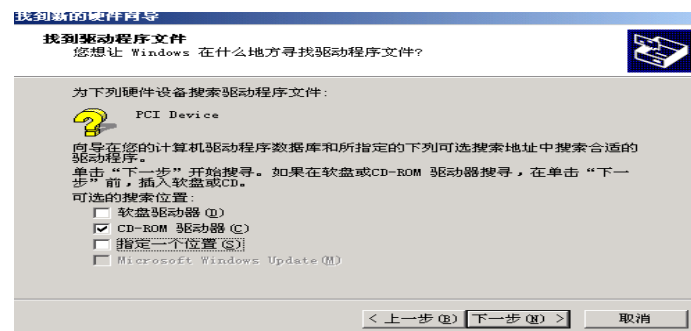 找到新的硬件向导
找到驱动程序文件
您想让 Windows 在什么地方寻找驱动程序文件?
为下列硬件设备搜索驱动程序文件:
PCI Device
向导在您的计算机驱动程序数据库和所指定的下列可选搜索地址中搜索合适的
驱动程序。
单击“下一步”开始搜寻。如果在软盘或CD-ROM 驱动器搜寻，在单击“下一
步”前，插入软盘或CD。
可选的搜索位置:
软盘驱动器(D)
CD-ROM 驱动器(C)
指定一个位置(S)
Microsoft Windows Update(M)
< 上一步(B) 下一步(N) > 取消